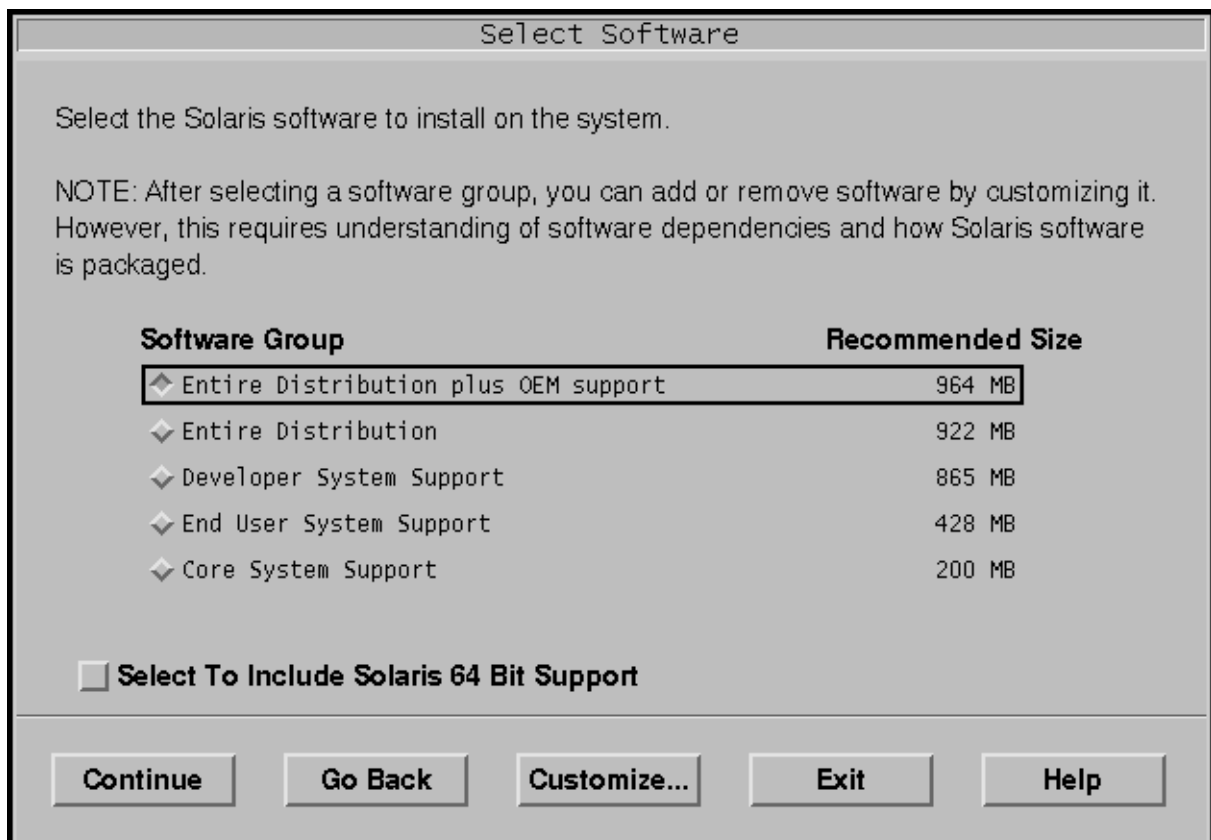 Select Software
Select the Solaris software to install on the system.
NOTE: After selecting a software group, you can add or remove software by customizing it.
However, this requires understanding of software dependencies and how Solaris software
is packaged.
Software Group Recommended Size
Entire Distribution plus OEM support 964 MB
Entire Distribution 922 MB
Developer System Support 865 MB
End User System Support 428 MB
Core System Support 200 MB
Select To Include Solaris 64 Bit Support
Continue Go Back Customize... Exit Help